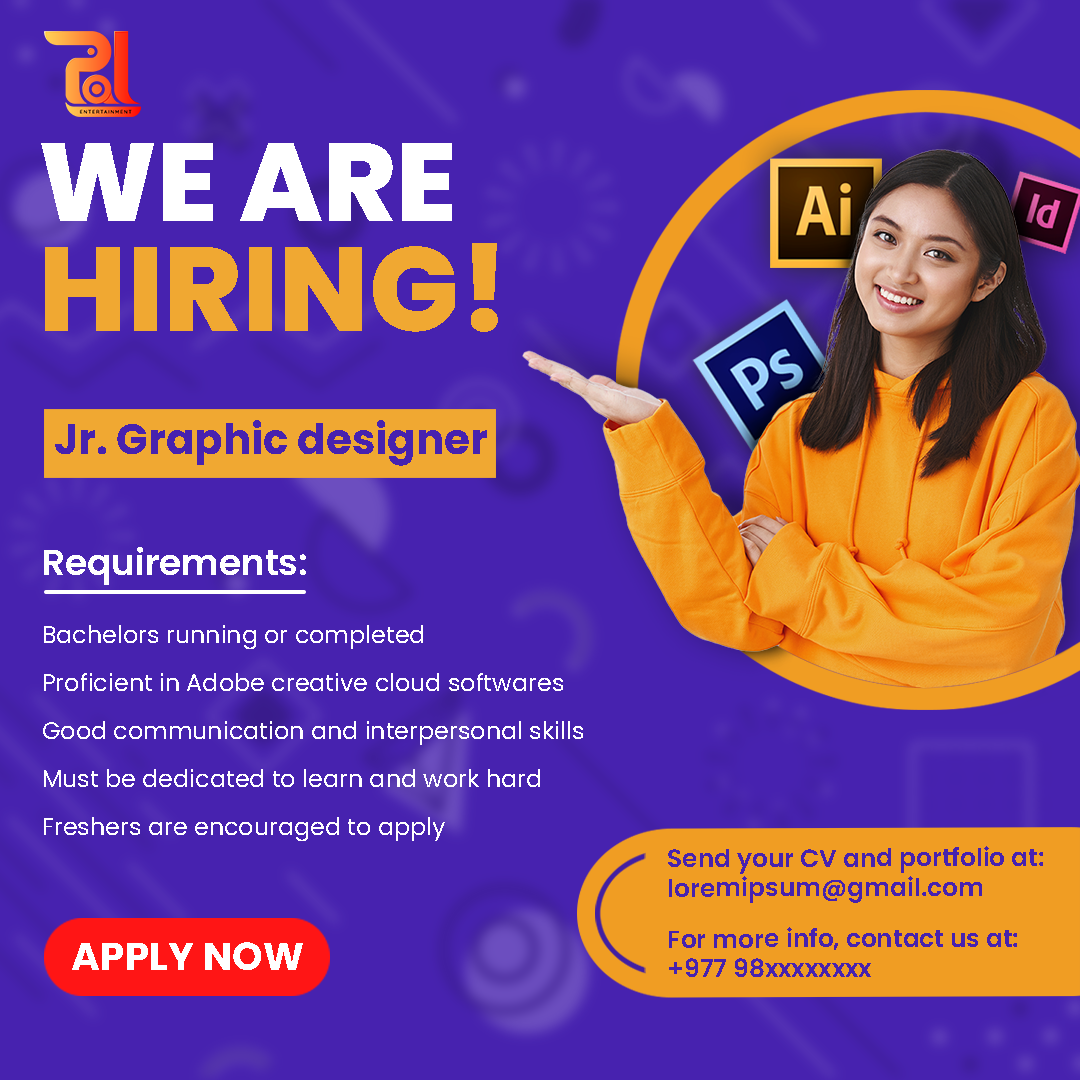 Pal
ENTERTAINMENT
WE ARE
HIRING!
Ai
Id
Ps
Jr. Graphic designer
Requirements:
Bachelors running or completed
Proficient in Adobe creative cloud softwares
Good communication and interpersonal skills
Must be dedicated to learn and work hard
Freshers are encouraged to apply
Send your CV and portfolio at:
loremipsum@gmail.com
For more info, contact us at:
+977 98xxxxxxxx
APPLY NOW